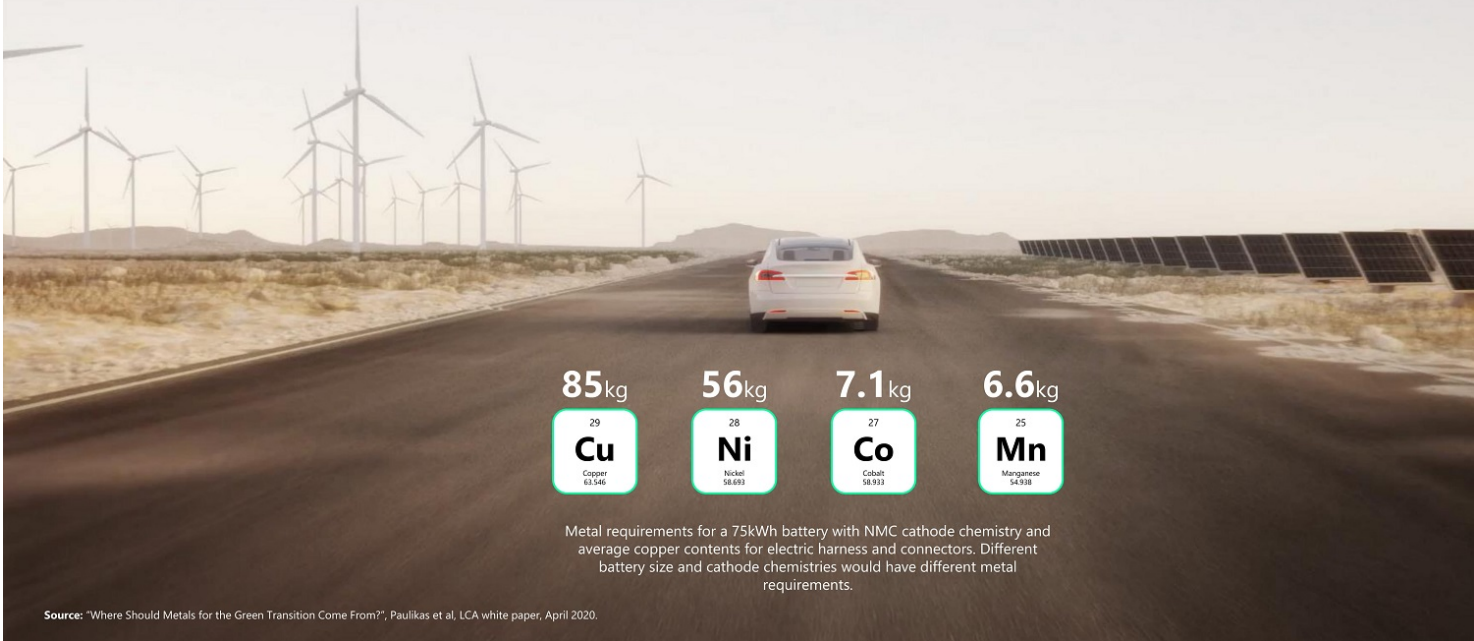 85kg 56kg 7.1kg 6.6kg
29 28 27 25
Cu Ni Co Mn
Copper Nickel Cobalt Manganese
63.546 58.693 58.933 54.938
Metal requirements for a 75kWh battery with NMC cathode chemistry and
average copper contents for electric harness and connectors. Different
battery size and cathode chemistries would have different metal
requirements.
Source: “Where Should Metals for the Green Transition Come From?”, Paulikas et al, LCA white paper, April 2020.